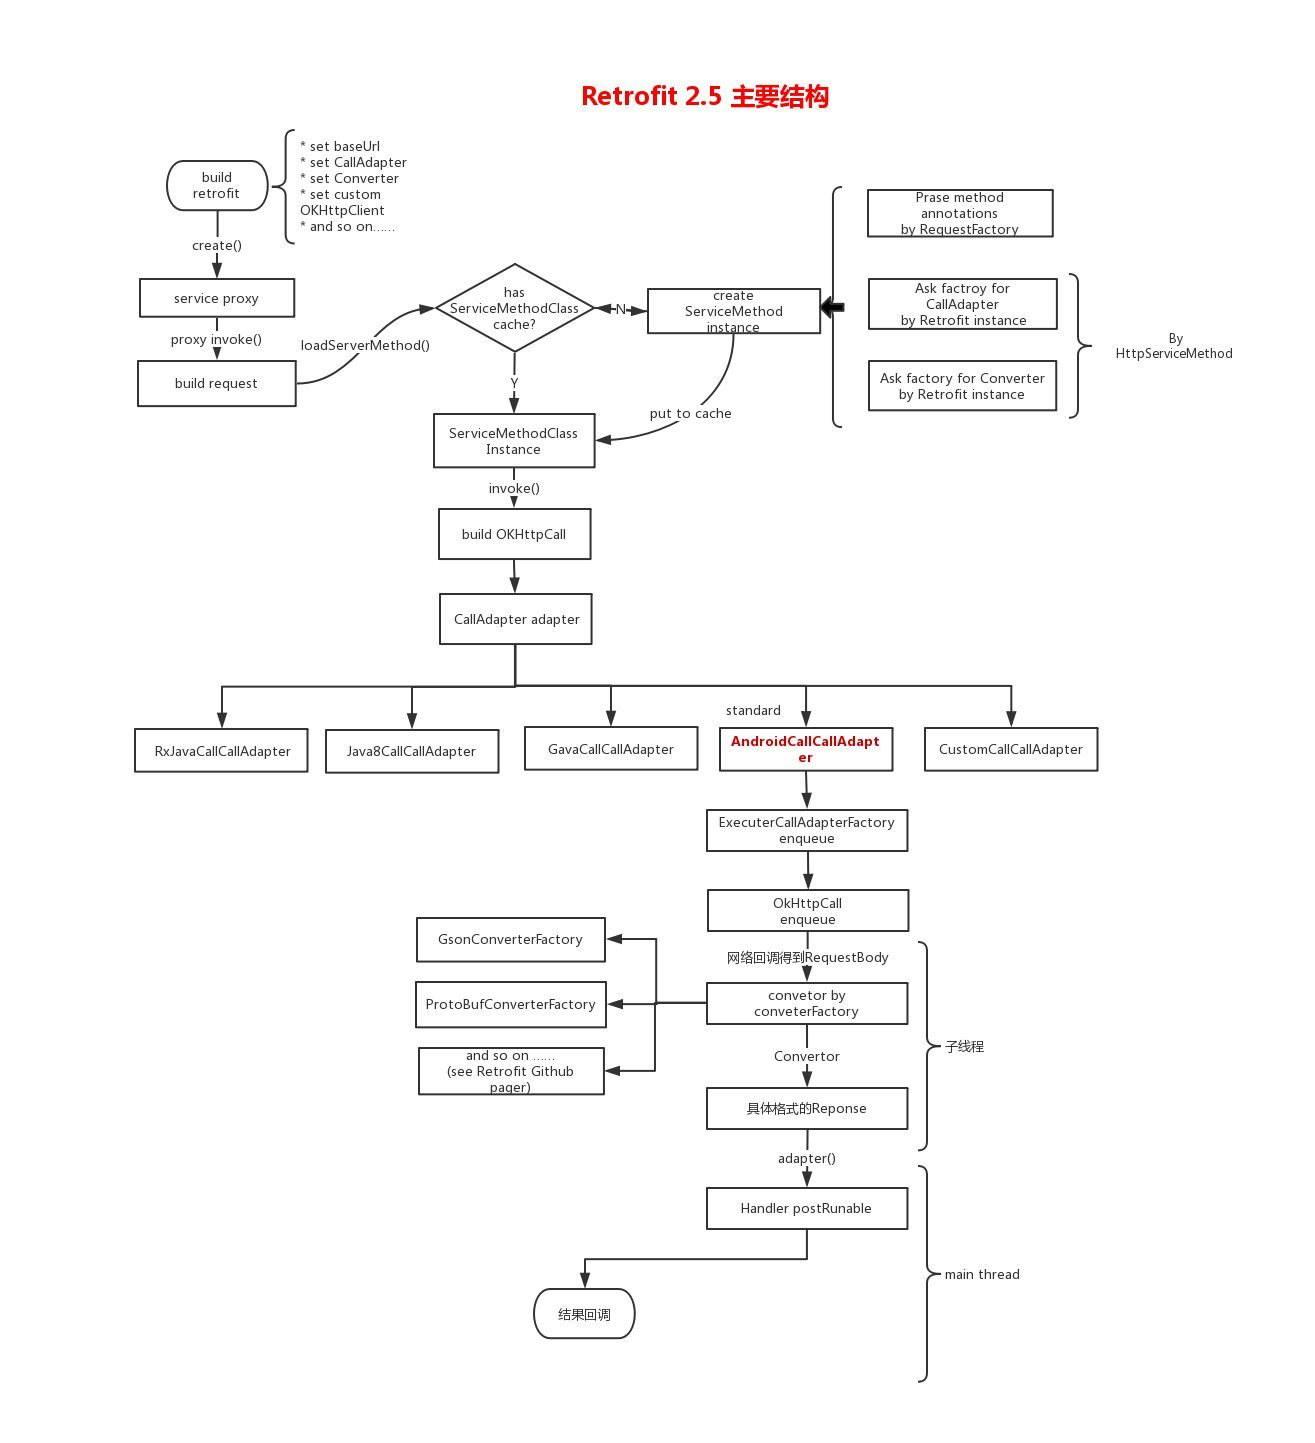 Retrofit 2.5 主要结构
build
retrofit
* set baseUrl
* set CallAdapter
* set Converter
* set custom
OKHttpClient
* and so on……
create()
service proxy
proxy invoke()
build request
loadServerMethod()
has
ServiceMethodClass
cache?
N
create
ServiceMethod
instance
Prase method
annotations
by RequestFactory
Ask factroy for
CallAdapter
by Retrofit instance
Ask factory for Converter
by Retrofit instance
By
HttpServiceMethod
Y
put to cache
ServiceMethodClass
Instance
invoke()
build OKHttpCall
CallAdapter adapter
standard
RxJavaCallCallAdapter
Java8CallCallAdapter
GavaCallCallAdapter
AndroidCallCallAdapt
er
CustomCallCallAdapter
ExecuterCallAdapterFactory
enqueue
OkHttpCall
enqueue
网络回调得到RequestBody
GsonConverterFactory
ProtoBufConverterFactory
and so on ……
(see Retrofit Github
pager)
convetor by
conveterFactory
Convertor
具体格式的Reponse
子线程
adapter()
Handler postRunable
main thread
结果回调